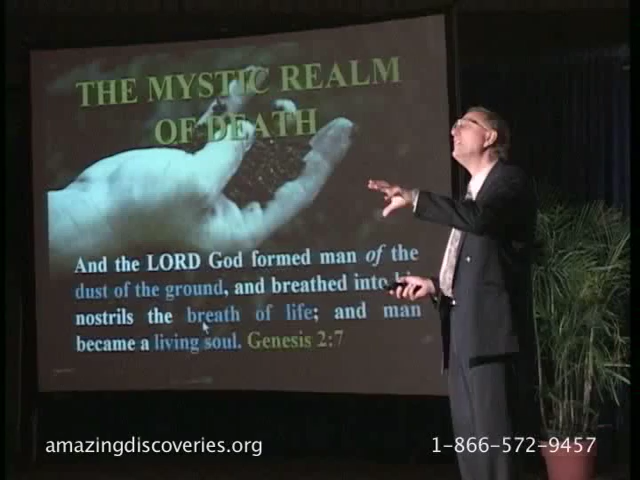 THE MYSTIC REALM
OF DEATH
And the LORD God formed man of the
dust of the ground, and breathed into his
nostrils the breath of life; and man
became a living soul. Genesis 2:7
amazingdiscoveries.org 1-866-572-9457